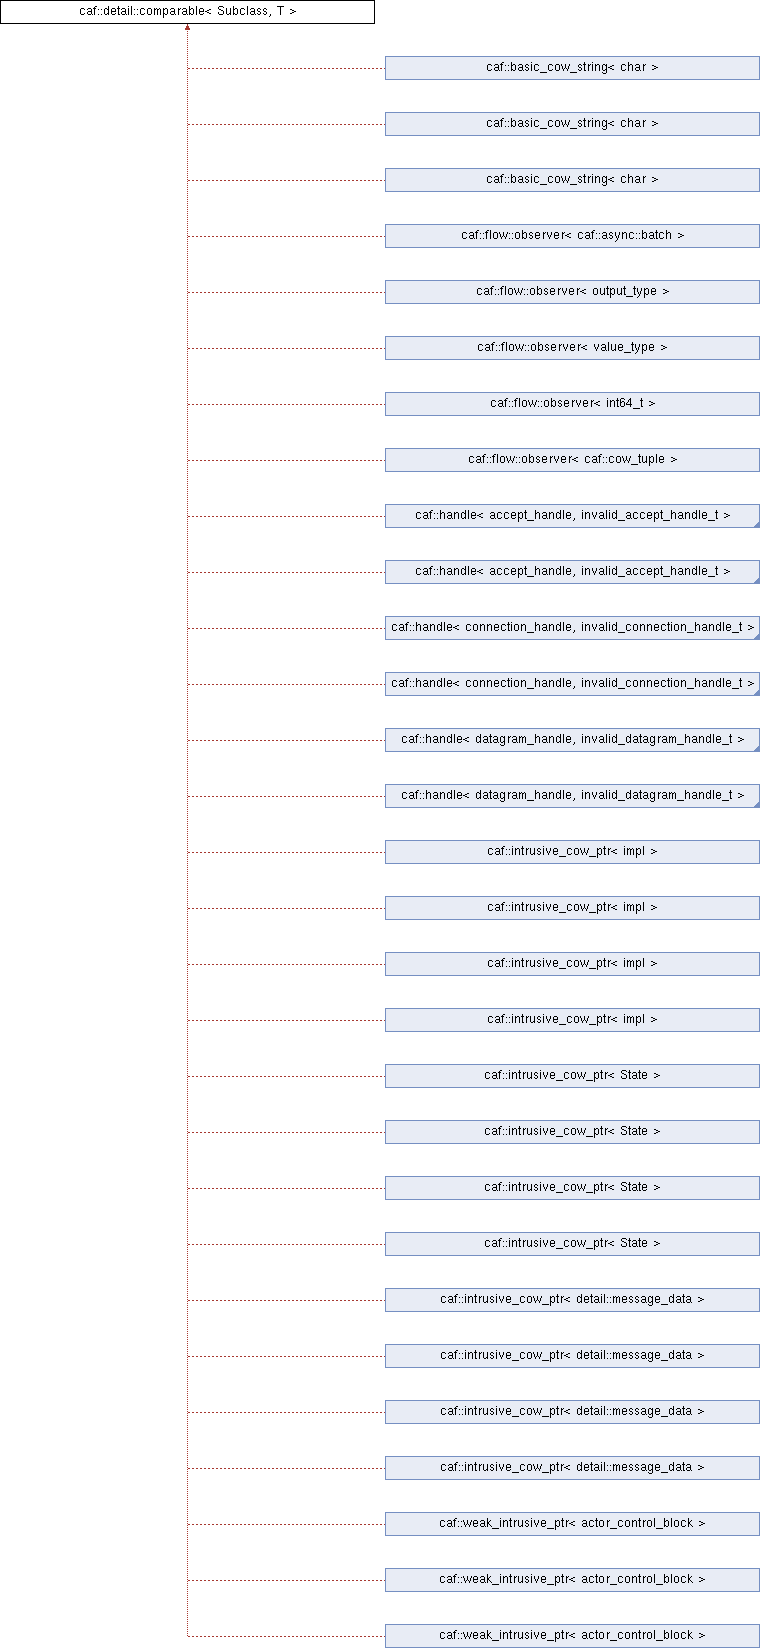 caf::detail::comparable< Subclass, T >
caf::basic_cow_string< char >
caf::basic_cow_string< char >
caf::basic_cow_string< char >
caf::flow::observer< caf::async::batch >
caf::flow::observer< output_type >
caf::flow::observer< value_type >
caf::flow::observer< int64_t >
caf::flow::observer< caf::cow_tuple >
caf::handle< accept_handle, invalid_accept_handle_t >
caf::handle< accept_handle, invalid_accept_handle_t >
caf::handle< connection_handle, invalid_connection_handle_t >
caf::handle< connection_handle, invalid_connection_handle_t >
caf::handle< datagram_handle, invalid_datagram_handle_t >
caf::handle< datagram_handle, invalid_datagram_handle_t >
caf::intrusive_cow_ptr< impl >
caf::intrusive_cow_ptr< impl >
caf::intrusive_cow_ptr< impl >
caf::intrusive_cow_ptr< impl >
caf::intrusive_cow_ptr< State >
caf::intrusive_cow_ptr< State >
caf::intrusive_cow_ptr< State >
caf::intrusive_cow_ptr< State >
caf::intrusive_cow_ptr< detail::message_data >
caf::intrusive_cow_ptr< detail::message_data >
caf::intrusive_cow_ptr< detail::message_data >
caf::intrusive_cow_ptr< detail::message_data >
caf::weak_intrusive_ptr< actor_control_block >
caf::weak_intrusive_ptr< actor_control_block >
caf::weak_intrusive_ptr< actor_control_block >